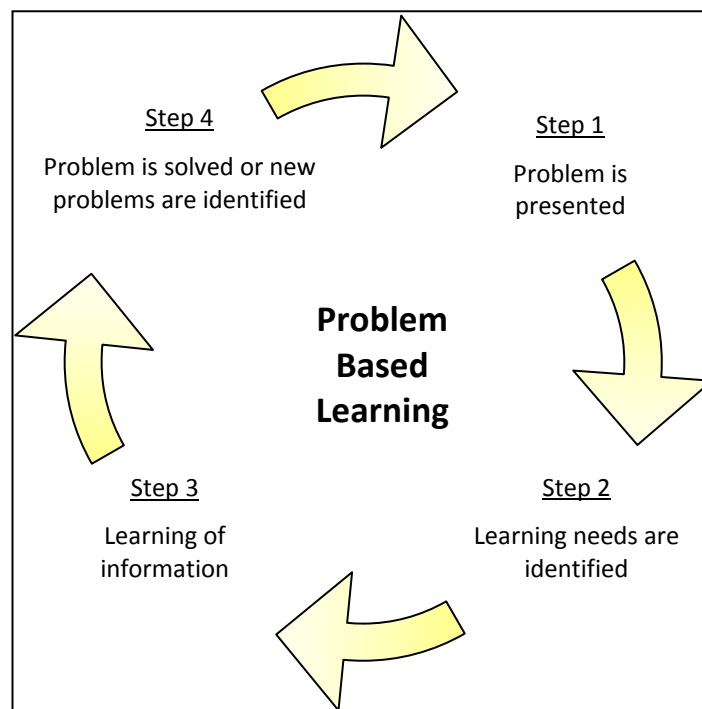 Step 1
Problem is
presented
Step 2
Learning needs are
identified
Step 3
Learning of
information
Step 4
Problem is solved or new
problems are identified
Problem
Based
Learning